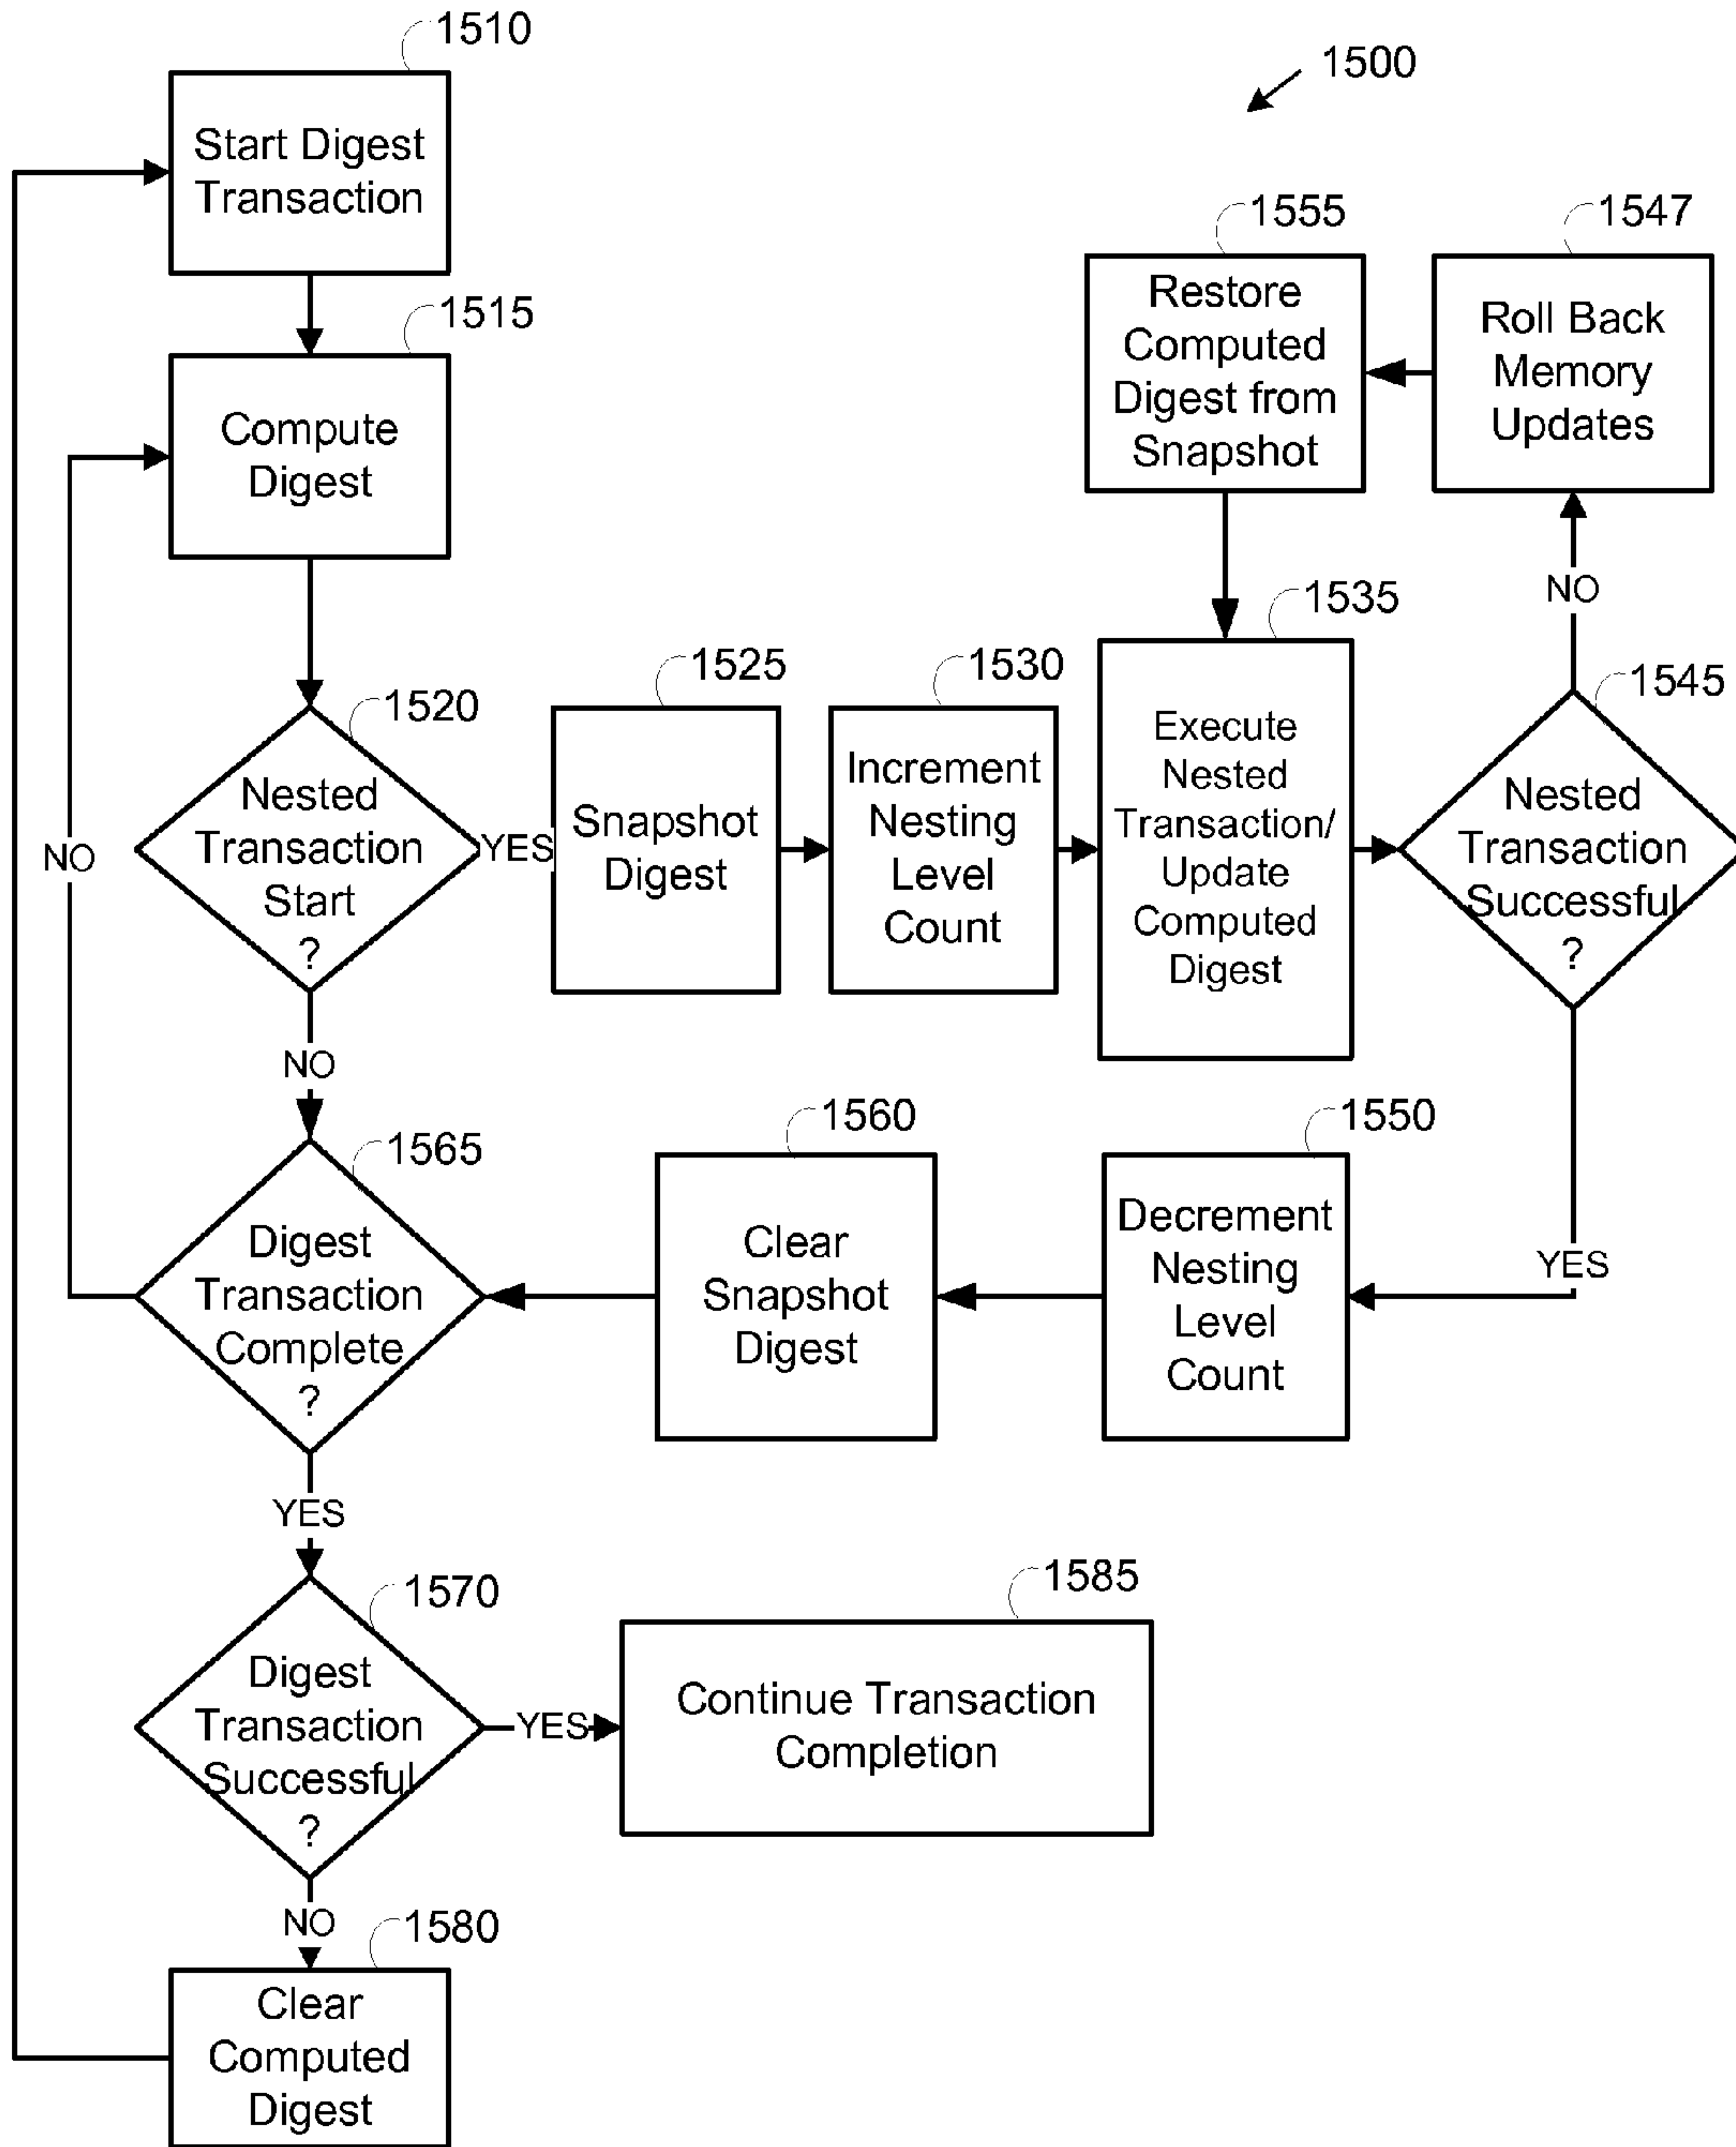 1510
1500
Start Digest
Transaction
1555
1547
Restore
Computed
Digest from
Snapshot
Roll Back
Memory
Updates
1515
Compute
Digest
NO
1535
1520
1525
1530
1545
Nested
Transaction
Start
?
YES
Snapshot
Digest
Increment
Nesting
Level
Count
Execute
Nested
Transaction/
Update
Computed
Digest
Nested
Transaction
Successful
?
NO
NO
1565
1560
1550
Digest
Transaction
Complete
?
Clear
Snapshot
Digest
Decrement
Nesting
Level
Count
YES
YES
1570
1585
Digest
Transaction
Successful
?
YES
Continue Transaction
Completion
NO
1580
Clear
Computed
Digest